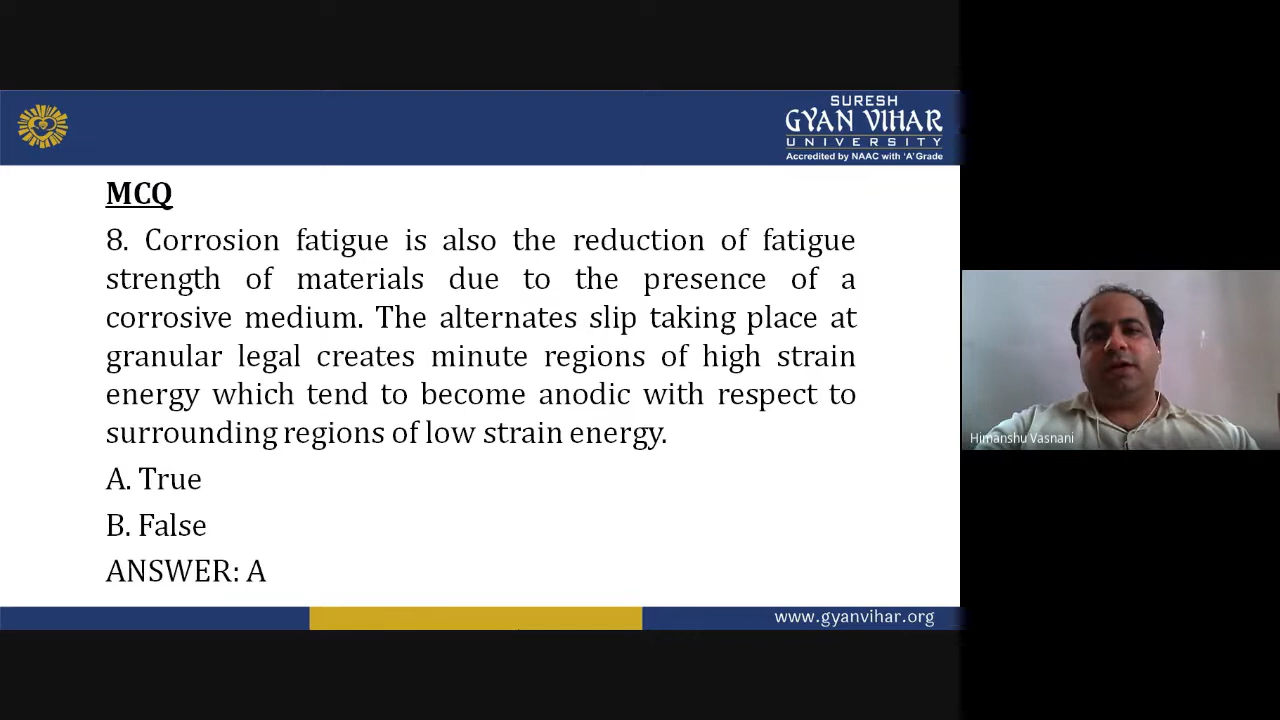 SURESH
GYAN VIHAR
UNIVERSITY
Accredited by NAAC with 'A' Grade
MCQ
8. Corrosion fatigue is also the reduction of fatigue
strength of materials due to the presence of a
corrosive medium. The alternates slip taking place at
granular legal creates minute regions of high strain
energy which tend to become anodic with respect to
surrounding regions of low strain energy.
A. True
B. False
ANSWER: A
www.gyanvihar.org
Himanshu Vasnani